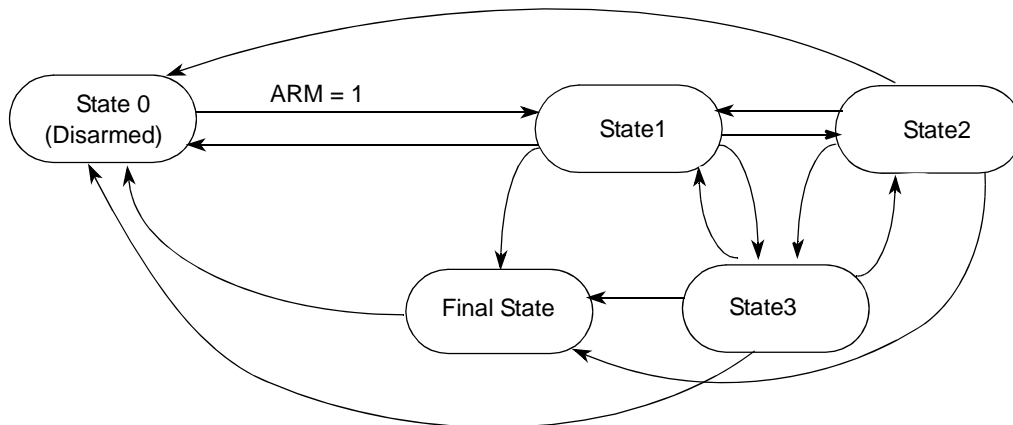 ARM = 1
State 0
(Disarmed)
State1
State2
Final State
State3